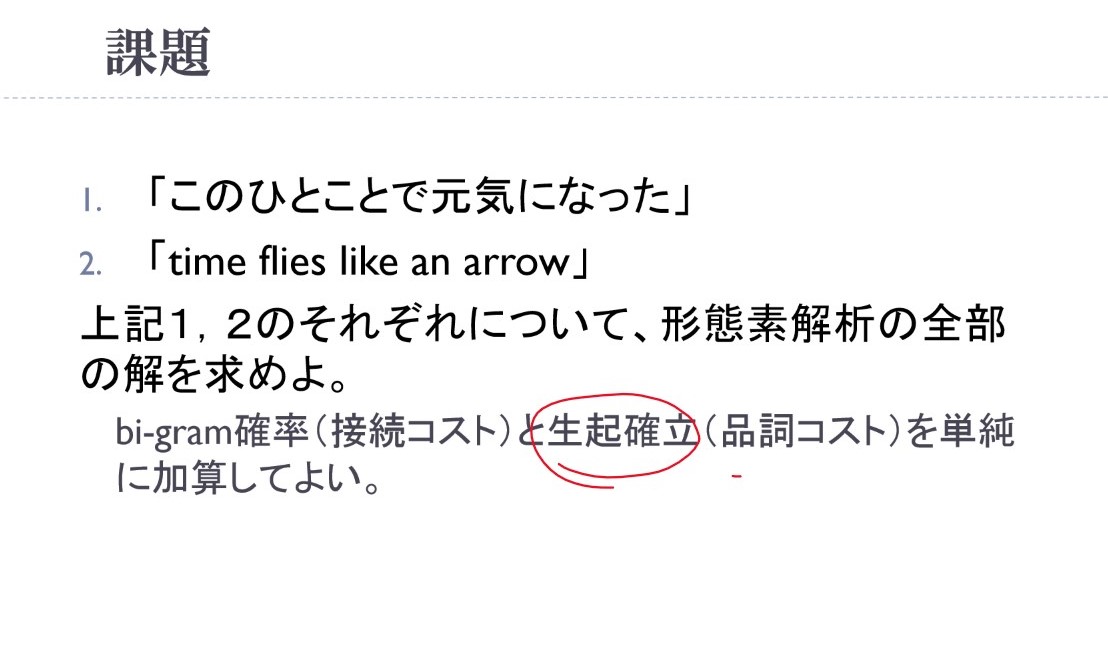 課題
1. 「このひとことで元気になった」
2. 「time flies like an arrow」
上記１，２のそれぞれについて、形態素解析の全部
の解を求めよ。
bi-gram確率（接続コスト）と生起確立（品詞コスト）を単純
に加算してよい。